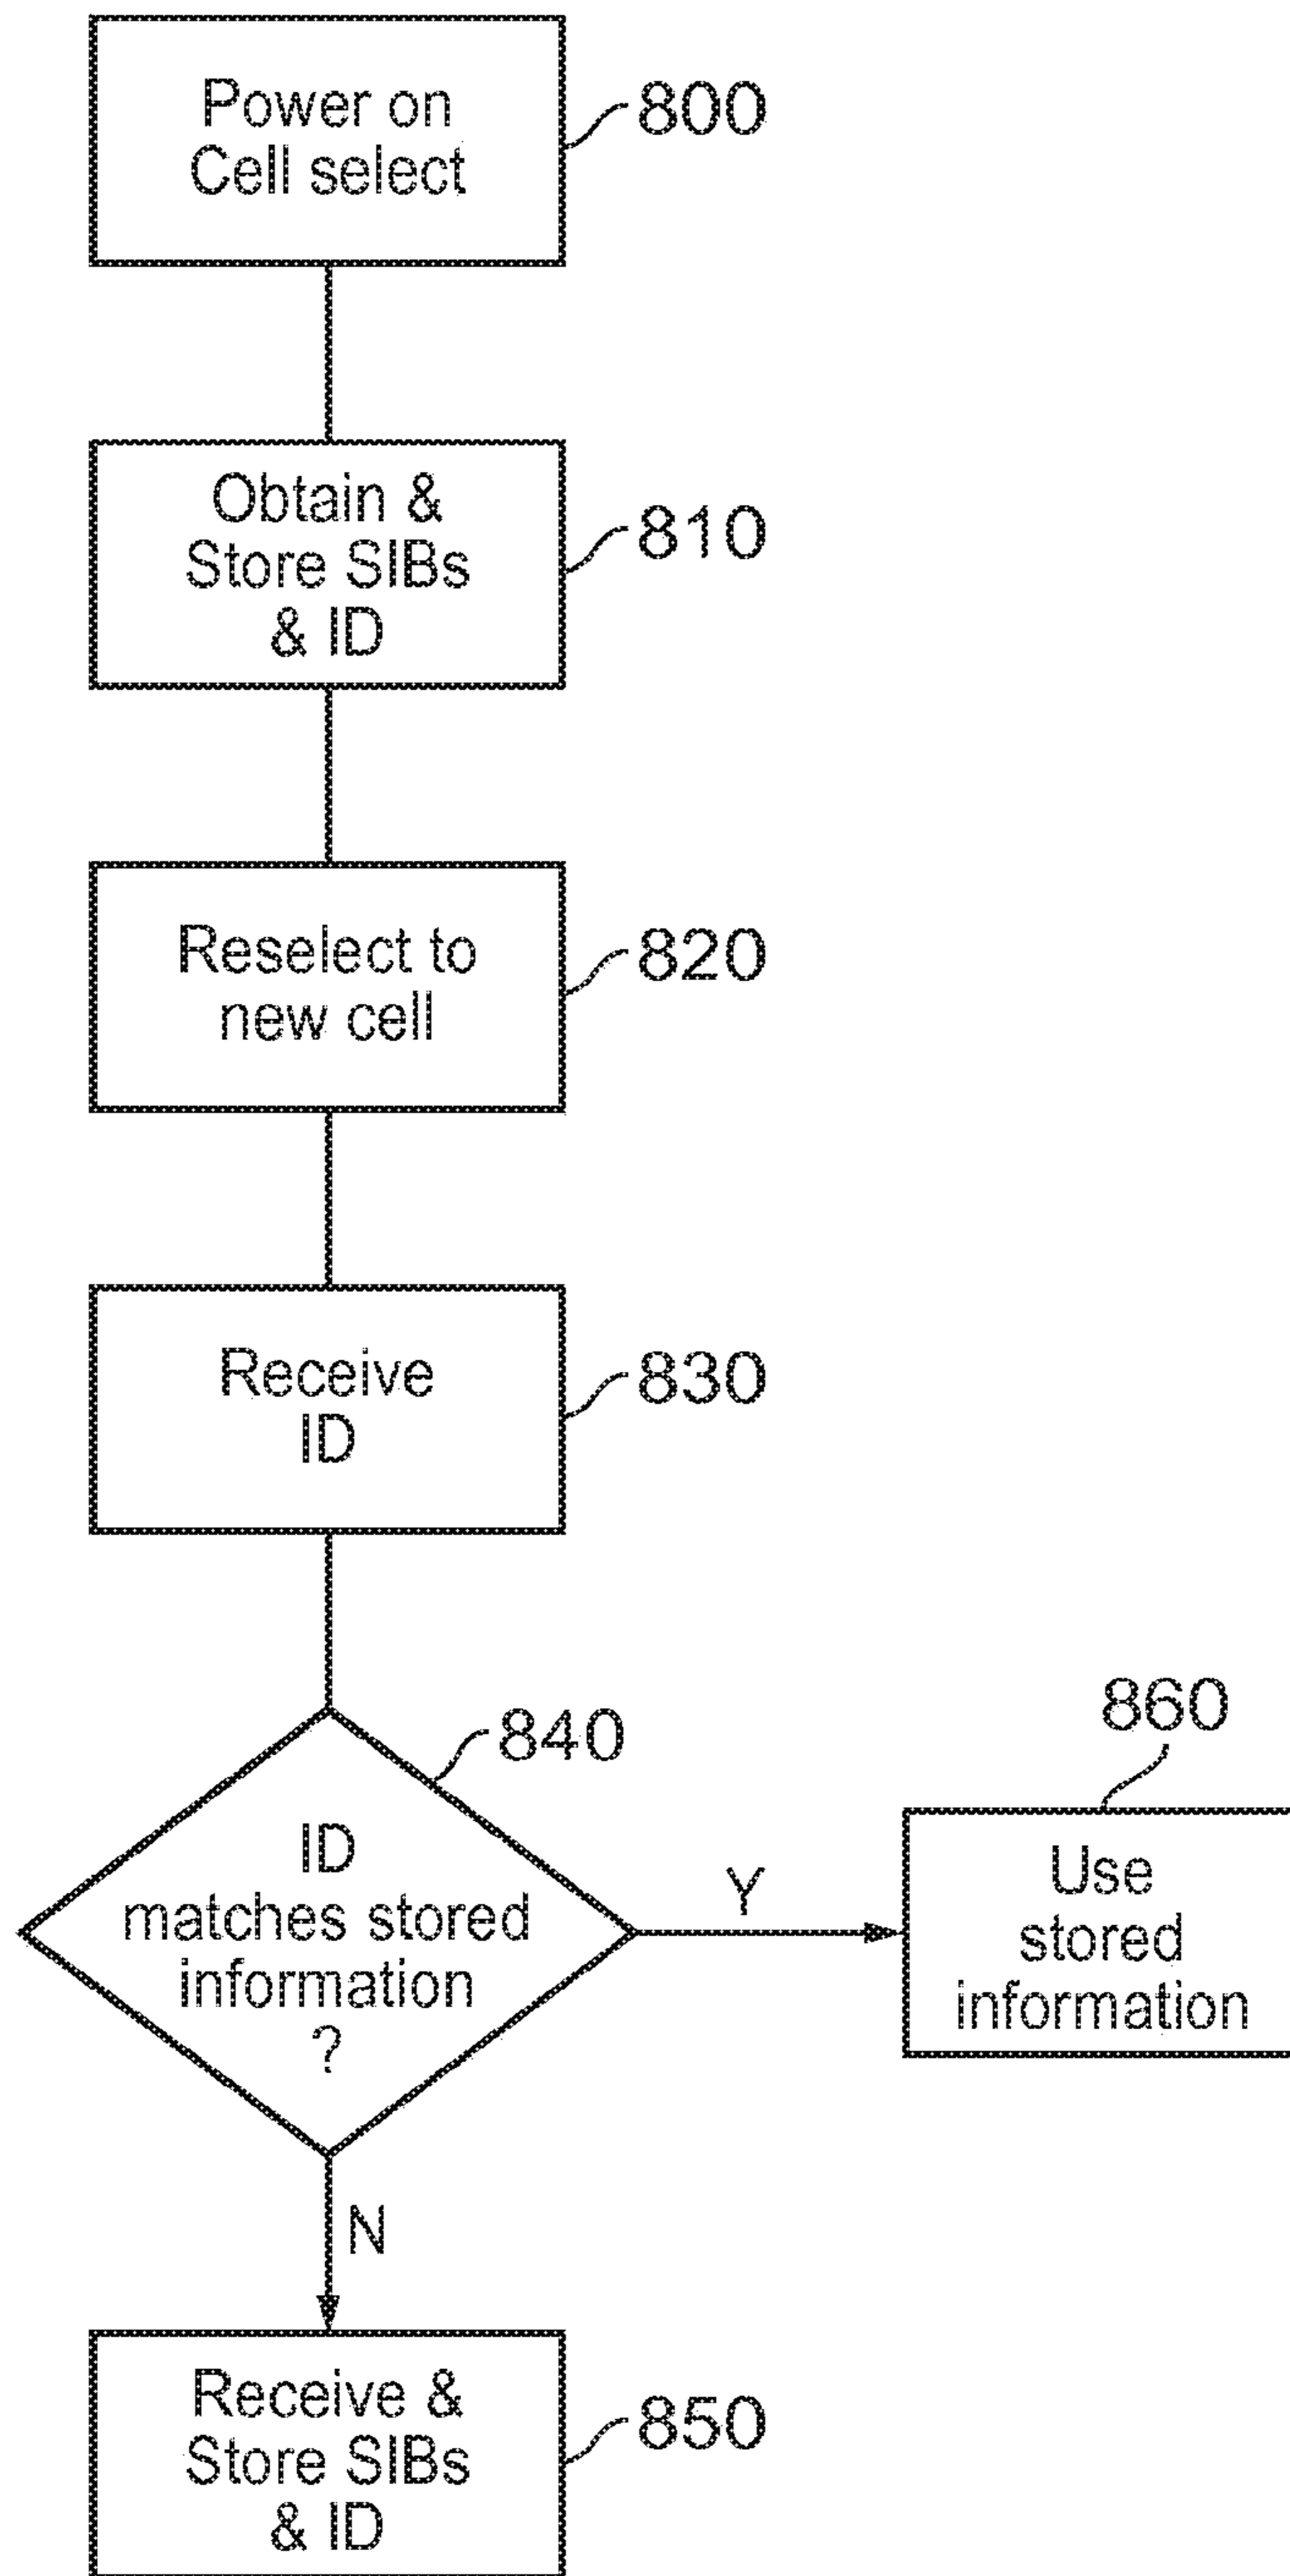 Power on
Cell select
800
Obtain &
Store SIBs
& ID
810
Reselect to
new cell
820
Receive
ID
830
840
ID
matches stored
information
?
Y
860
Use
stored
information
N
Receive &
Store SIBs
& ID
850